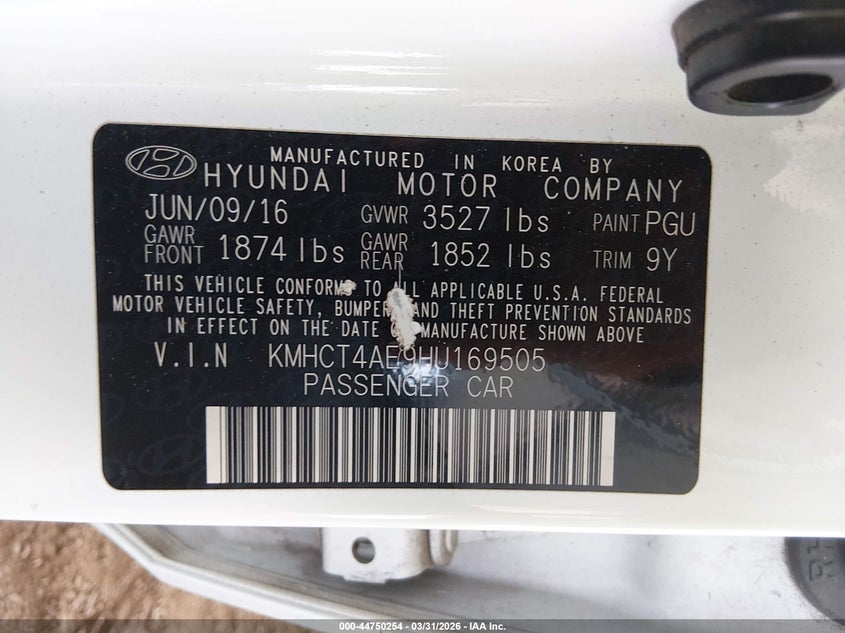 MANUFACTURED IN KOREA BY
HYUNDAI MOTOR COMPANY
JUN/09/16 GVWR 3527 lbs PAINT PGU
GAWR FRONT 1874 lbs GAWR REAR 1852 lbs TRIM 9Y
THIS VEHICLE CONFORMS TO ALL APPLICABLE U.S.A. FEDERAL
MOTOR VEHICLE SAFETY, BUMPER, AND THEFT PREVENTION STANDARDS
IN EFFECT ON THE DATE OF MANUFACTURE SHOWN ABOVE
V.I.N KMHCT4AE9HU169505
PASSENGER CAR
000-44750254 - 03/31/2026 - IAA Inc.